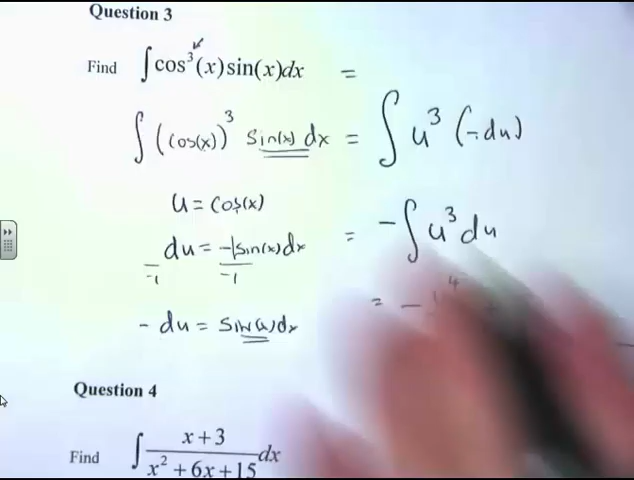 Question 3
Find ∫cos³(x)sin(x)dx =
∫(cos(x))³ sin(x) dx = ∫u³ (-du)
u = cos(x)
du/-1 = -1sin(x)dx/-1 = -∫u³du
-du = sin(x)dx = -
Question 4
Find ∫ x+3/x²+6x+15 dx